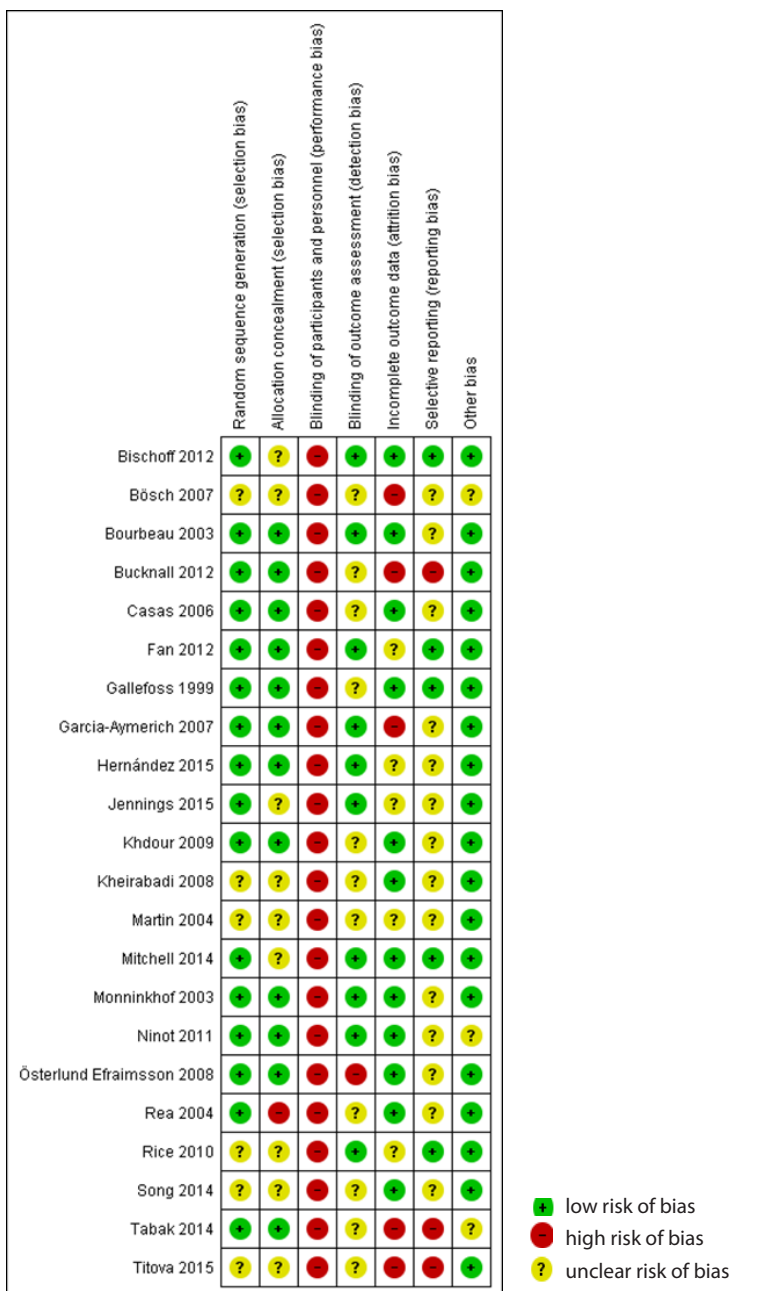 Random sequence generation (selection bias)
Allocation concealment (selection bias)
Blinding of participants and personnel (performance bias)
Blinding of outcome assessment (detection bias)
Incomplete outcome data (attrition bias)
Selective reporting (reporting bias)
Other bias
Bischoff 2012 + ? - + + + +
Bösch 2007 ? ? - ? - ? ?
Bourbeau 2003 + + - + + ? +
Bucknall 2012 + + - ? - - +
Casas 2006 + + - ? + ? +
Fan 2012 + + - + ? + +
Gallefoss 1999 + + - ? + + +
Garcia-Aymerich 2007 + + - + - ? +
Hernández 2015 + + - + ? ? +
Jennings 2015 + ? - + ? ? +
Khdour 2009 + + - ? + ? +
Kheirabadi 2008 ? ? - ? + ? +
Martin 2004 ? ? - ? ? ? +
Mitchell 2014 + ? - + + + +
Monninkhof 2003 + + - + + ? +
Ninot 2011 + + - + + ? ?
Österlund Efraimsson 2008 + + - - + ? +
Rea 2004 + - - ? + ? +
Rice 2010 ? ? - + ? + +
Song 2014 ? ? - ? + ? +
Tabak 2014 + + - ? - - ?
Titova 2015 ? ? - ? - - +
+ low risk of bias
- high risk of bias
? unclear risk of bias